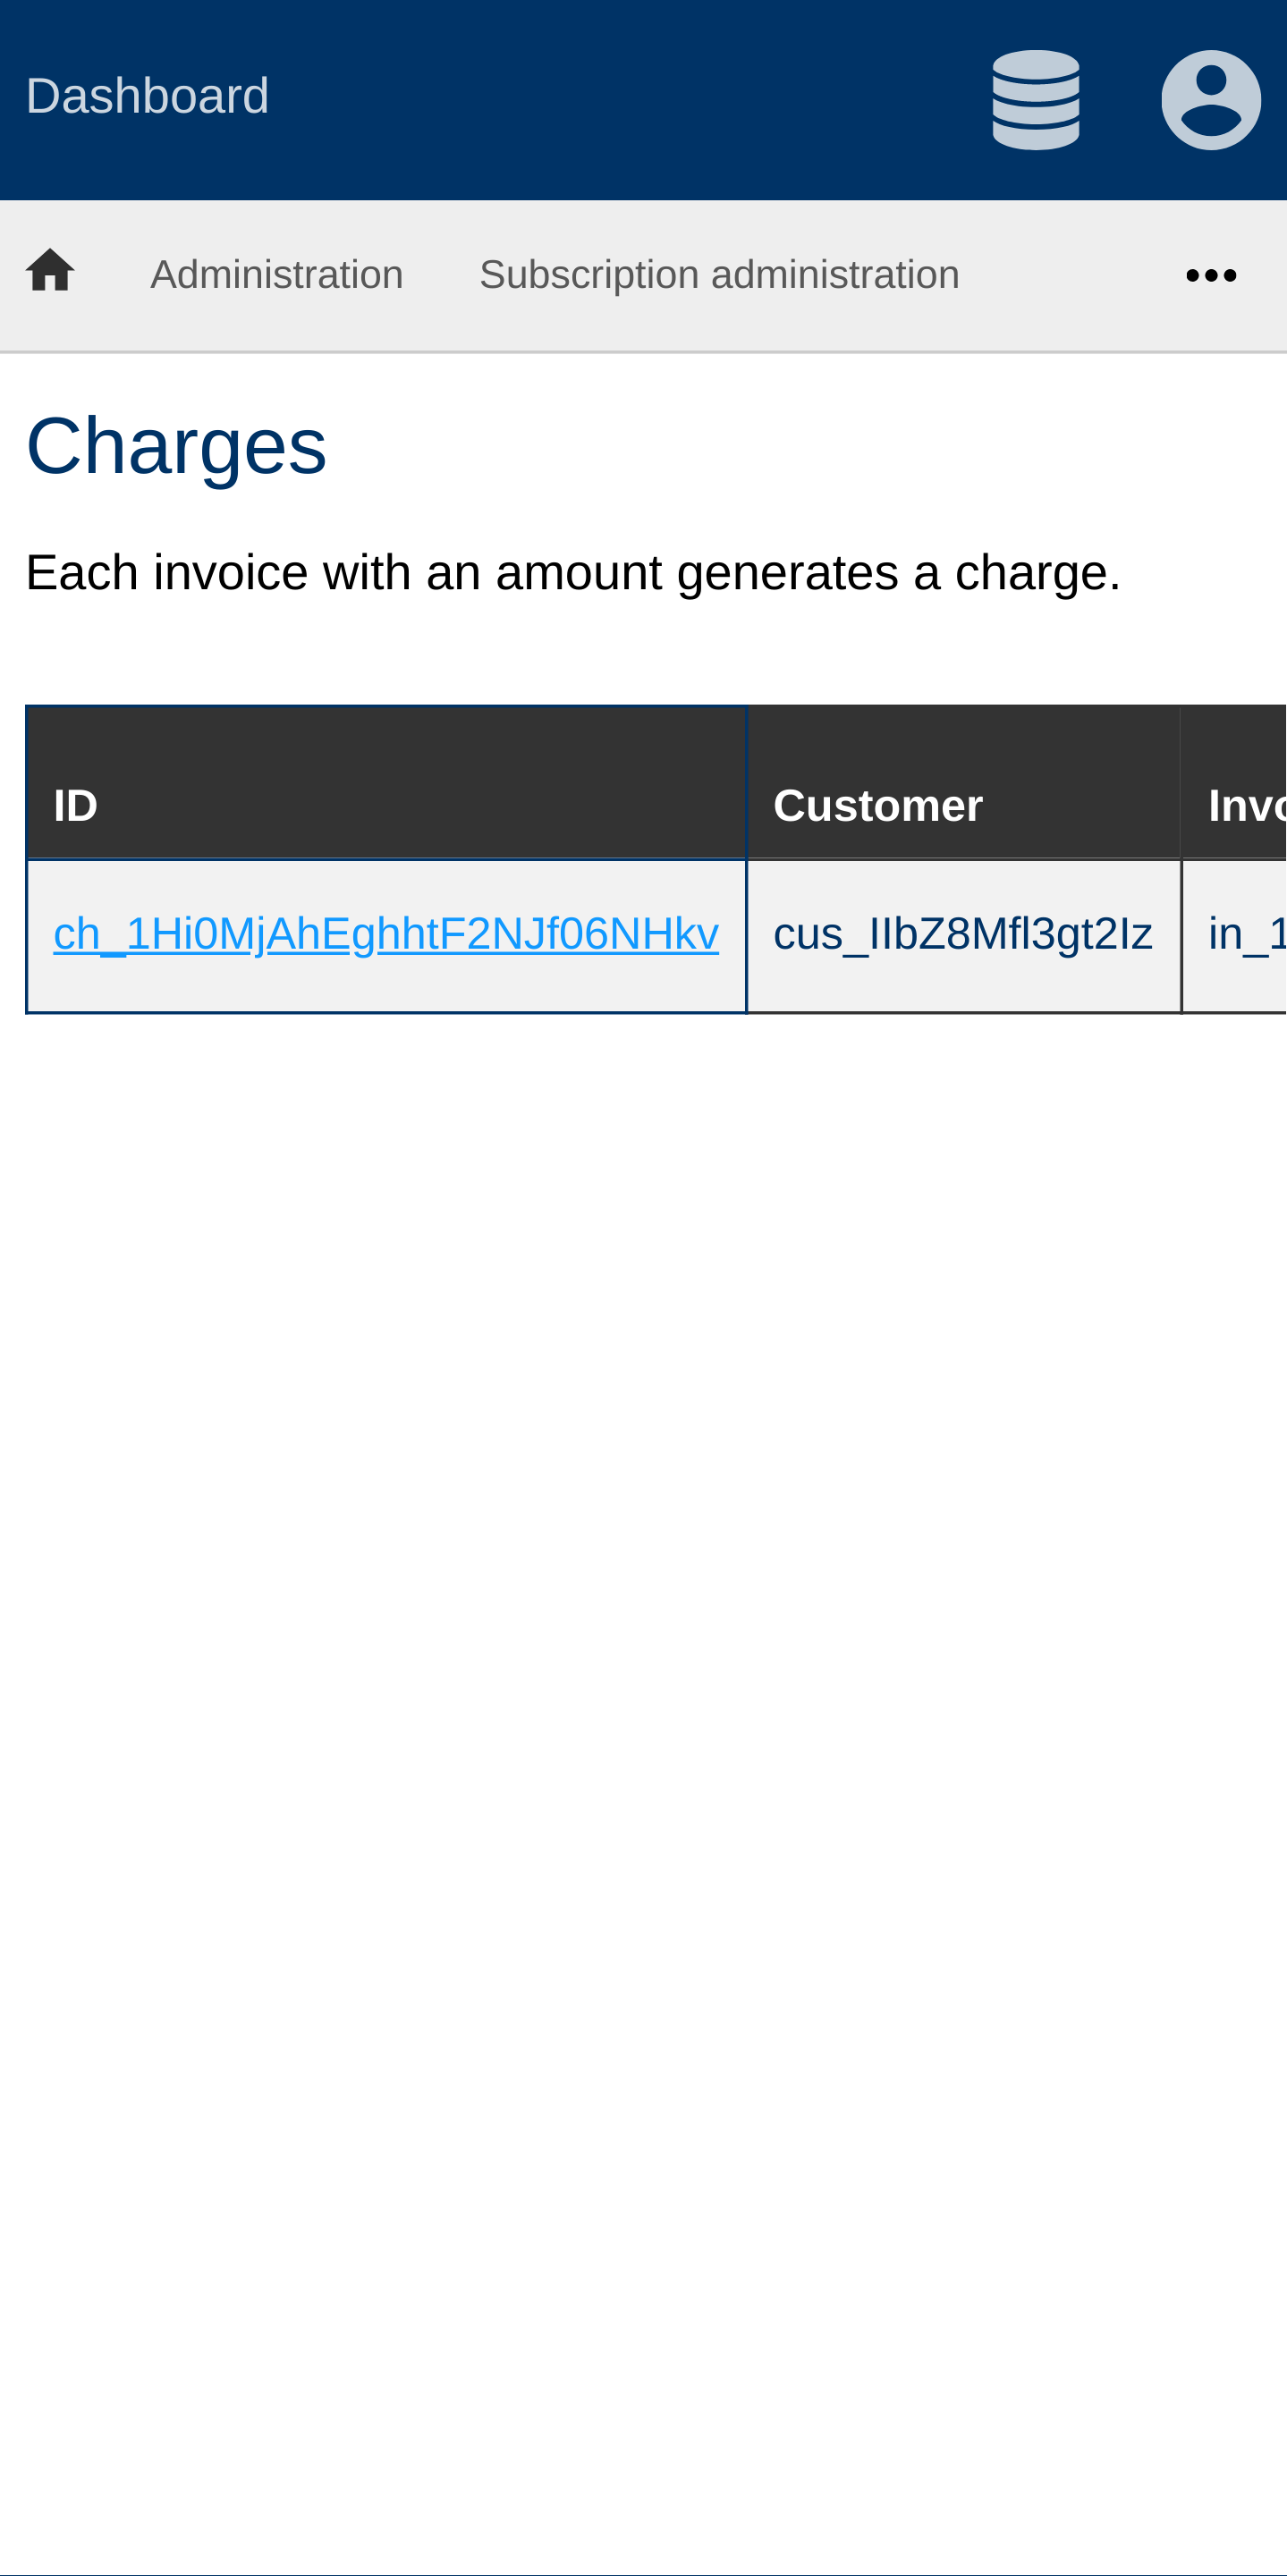 Dashboard
Administration Subscription administration
Charges
Each invoice with an amount generates a charge.
ID Customer Invo
ch_1Hi0MjAhEghhtF2NJf06NHkv cus_IIbZ8Mfl3gt2Iz in_1